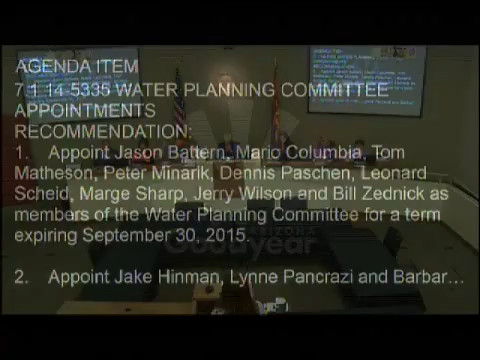 AGENDA ITEM
7.1 14-5335 WATER PLANNING COMMITTEE
APPOINTMENTS
RECOMMENDATION:
1. Appoint Jason Battern, Mario Columbia, Tom
Matheson, Peter Minarik, Dennis Paschen, Leonard
Scheid, Marge Sharp, Jerry Wilson and Bill Zednick as
members of the Water Planning Committee for a term
expiring September 30, 2015.
ARIZONA
Goodyear
2. Appoint Jake Hinman, Lynne Pancrazi and Barbar...